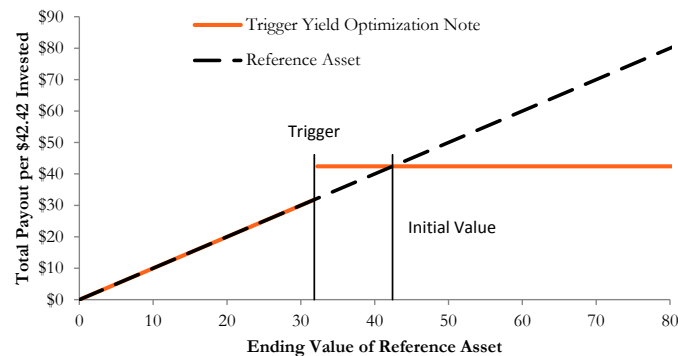 Total Payout per $42.42 Invested
$90
$80
$70
$60
$50
$40
$30
$20
$10
$0
Trigger Yield Optimization Note
Reference Asset
Trigger
Initial Value
0 10 20 30 40 50 60 70 80
Ending Value of Reference Asset